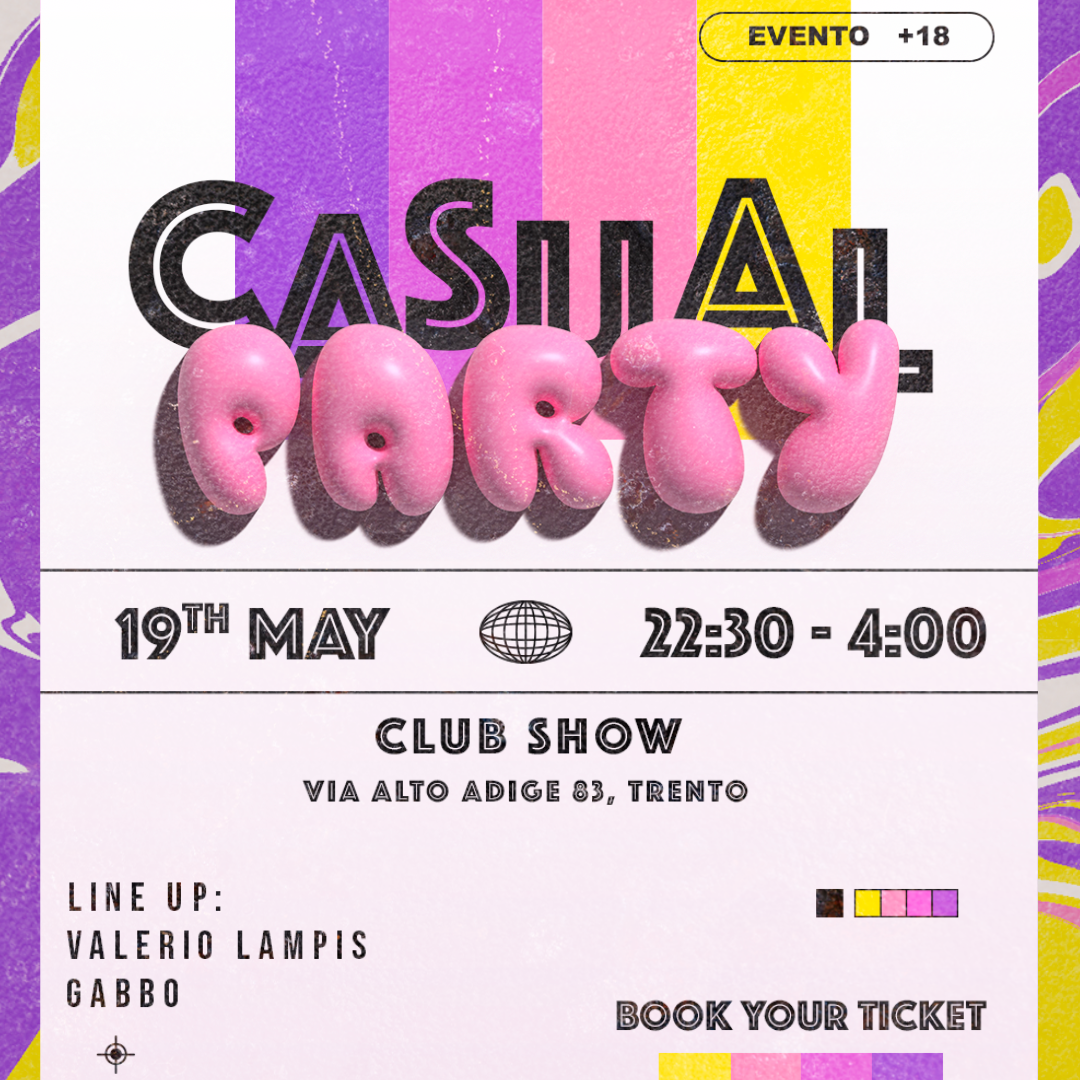 EVENTO +18
CASUAL
PARTY
19TH MAY
22:30 - 4:00
CLUB SHOW
VIA ALTO ADIGE 83, TRENTO
LINE UP:
VALERIO LAMPIS
GABBO
BOOK YOUR TICKET